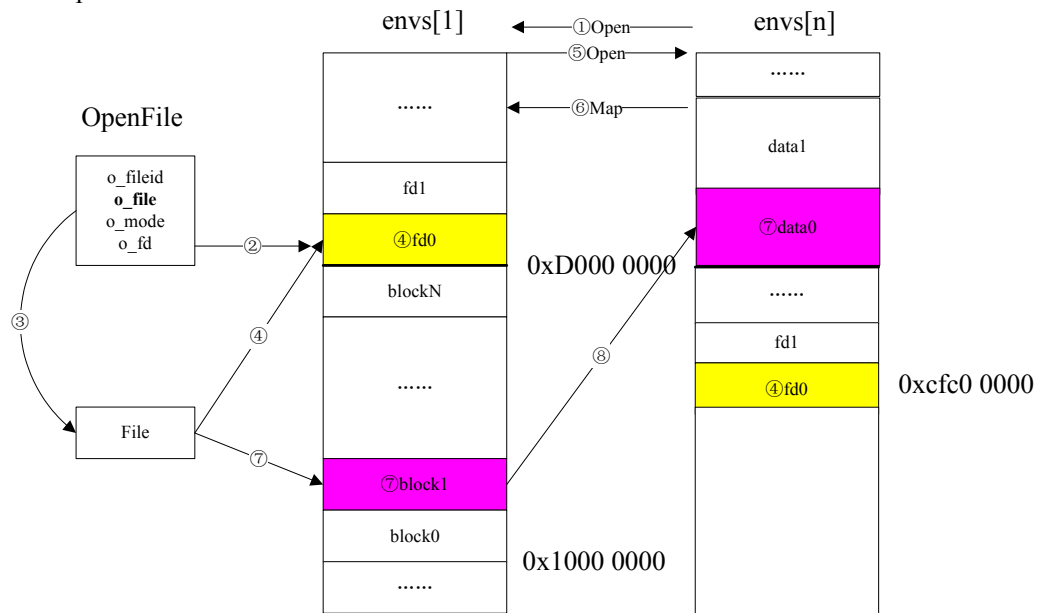 envs[1]
①Open
envs[n]
⑤Open
……
……
⑥Map
OpenFile
data1
o_fileid
o_file
o_mode
o_fd
fd1
②
④fd0
⑦data0
0xD000 0000
blockN
……
③
④
……
⑧
fd1
④fd0
0xcfc0 0000
File
⑦
⑦block1
block0
0x1000 0000
……